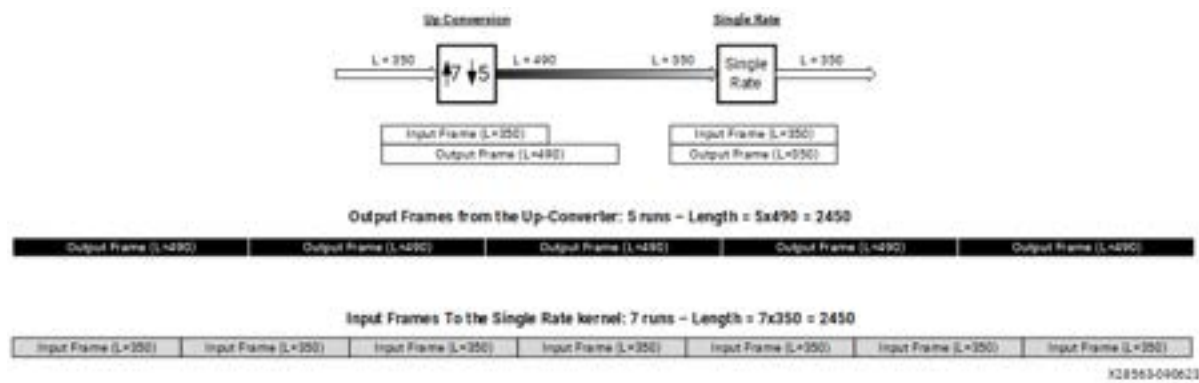 Up Conversion
Single Rate
L = 350
7 5
L = 490
L = 350
Single
Rate
L = 350
Input Frame (L=350)
Output Frame (L=490)
Input Frame (L=350)
Output Frame (L=350)
Output Frames from the Up-Converter: 5 runs – Length = 5x490 = 2450
Output Frame (L=490) Output Frame (L=490) Output Frame (L=490) Output Frame (L=490) Output Frame (L=490)
Input Frames To the Single Rate kernel: 7 runs – Length = 7x350 = 2450
Input Frame (L=350) Input Frame (L=350) Input Frame (L=350) Input Frame (L=350) Input Frame (L=350) Input Frame (L=350) Input Frame (L=350)
X28563-090623